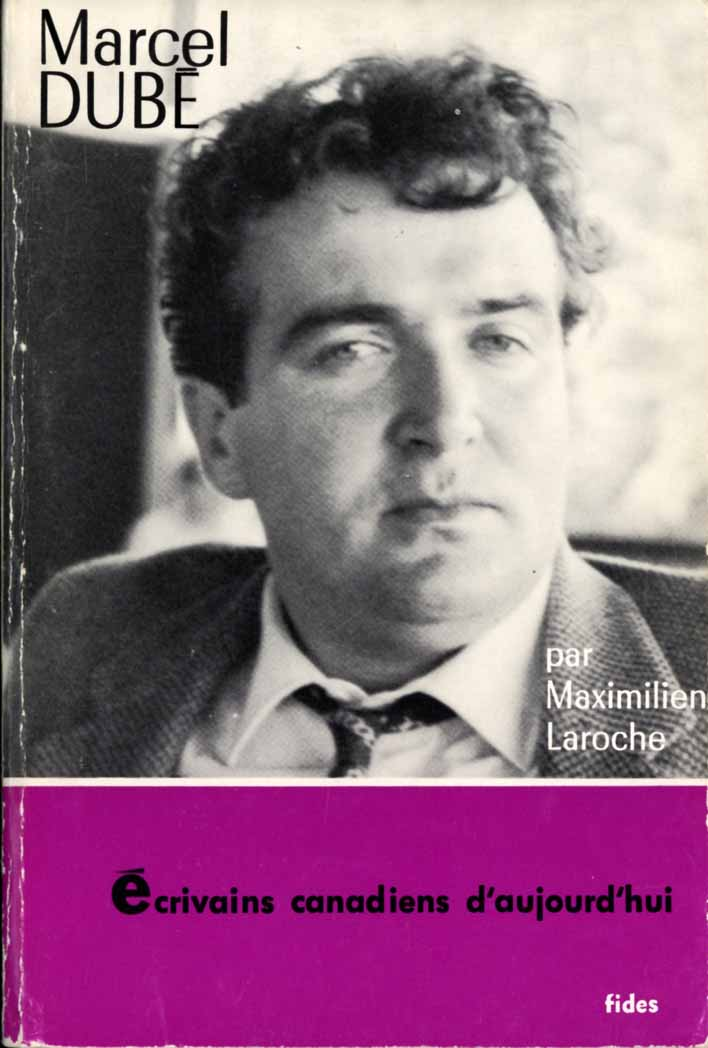 Marcel
DUBÉ
par
Maximilien
Laroche
écrivains canadiens d'aujourd'hui
fides